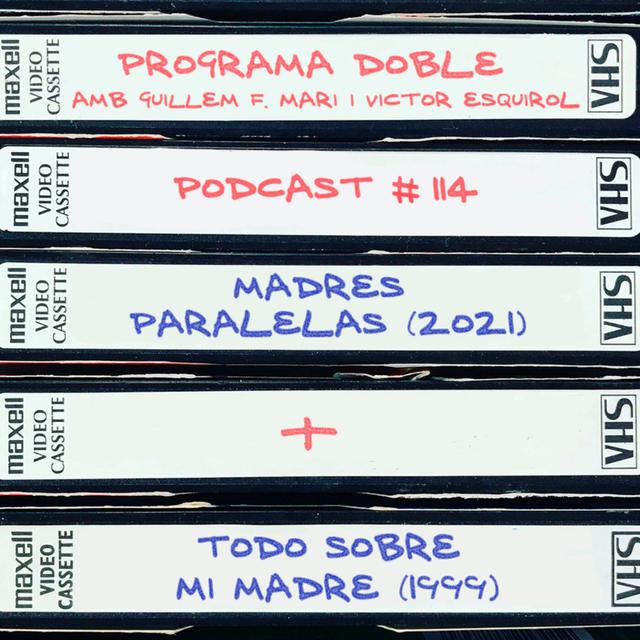 maxell
VIDEO
CASSETTE
PROGRAMA DOBLE
AMB GUILLEM F. MARI I VICTOR ESQUIROL
VHS
maxell
VIDEO
CASSETTE
PODCAST # 114
VHS
maxell
VIDEO
CASSETTE
MADRES
PARALELAS (2021)
VHS
maxell
VIDEO
CASSETTE
+
VHS
maxell
VIDEO
CASSETTE
TODO SOBRE
MI MADRE (1999)
VHS